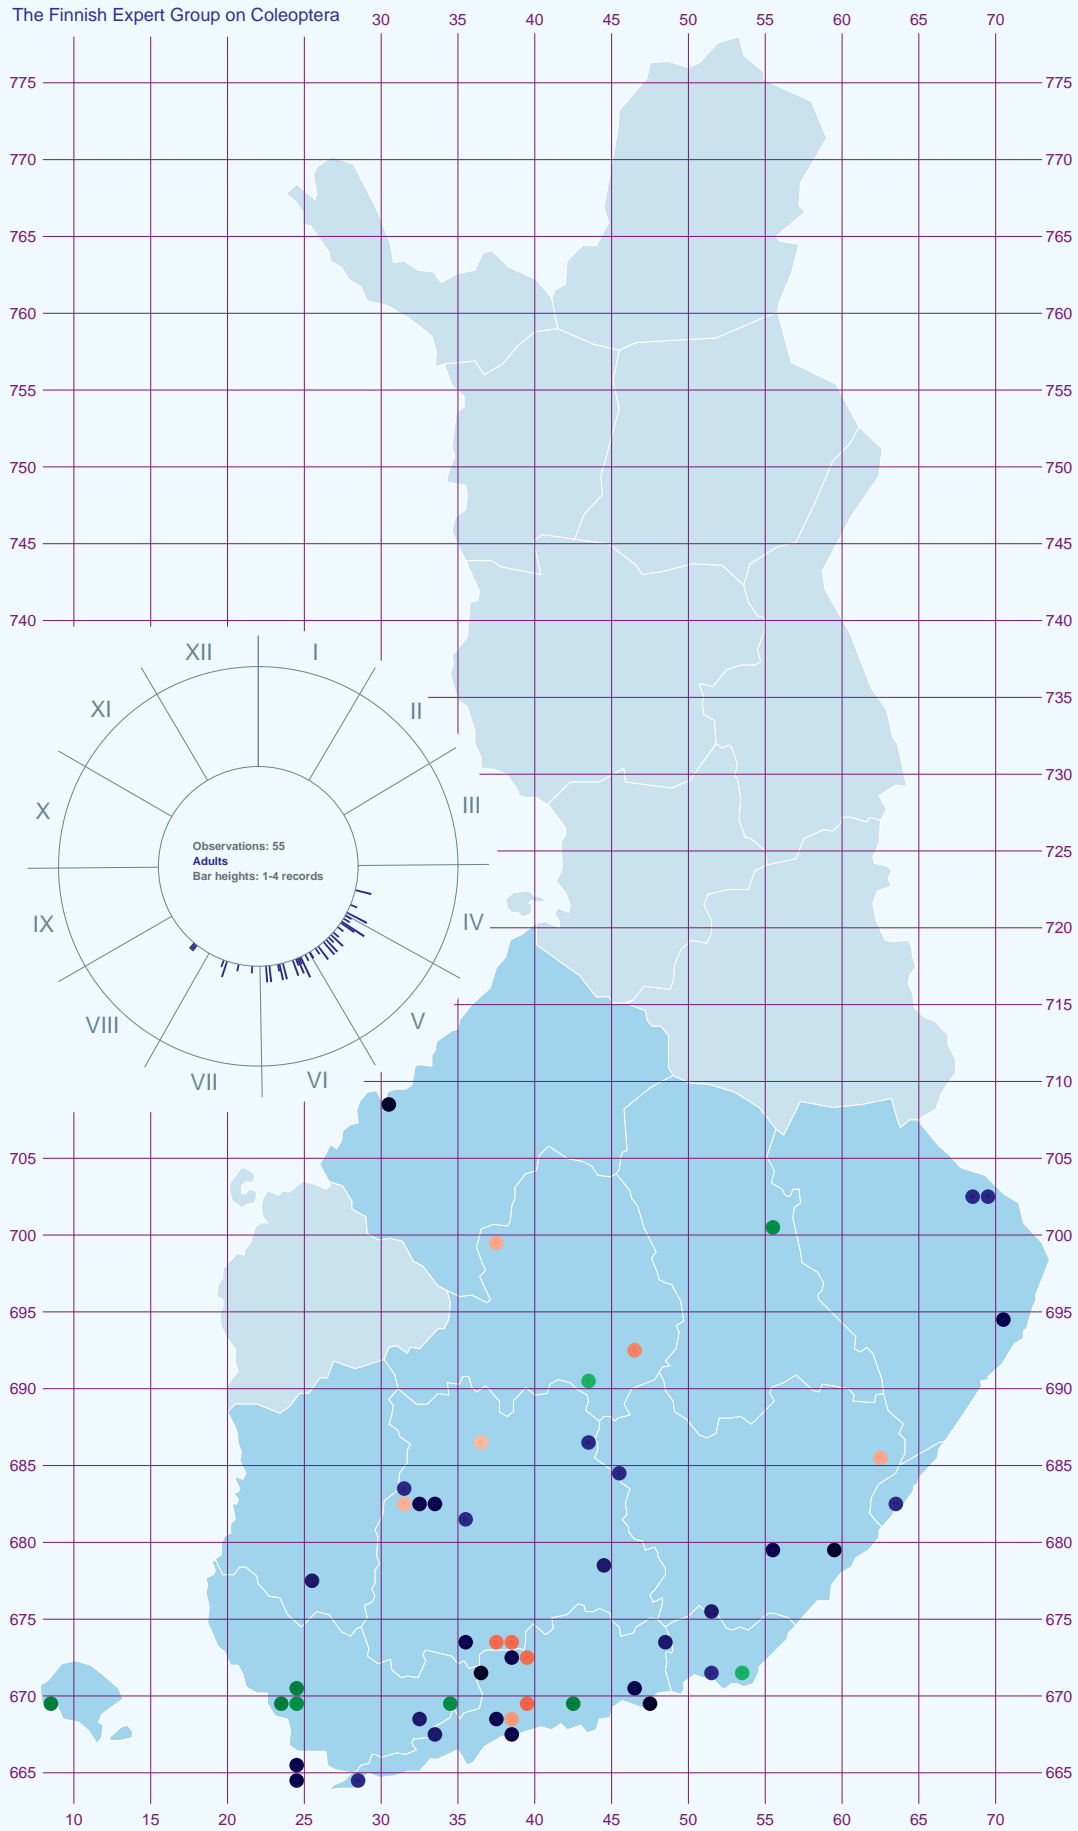 The Finnish Expert Group on Coleoptera
30 35 40 45 50 55 60 65 70
775 775
770 770
765 765
760 760
755 755
750 750
745 745
740 740
XII I
XI II
735
730
X III
725
Observations: 55
Adults
Bar heights: 1-4 records
IX IV
720
715
VIII V
VII VI
710
705 705
700 700
695 695
690 690
685 685
680 680
675 675
670 670
665 665
10 15 20 25 30 35 40 45 50 55 60 65 70